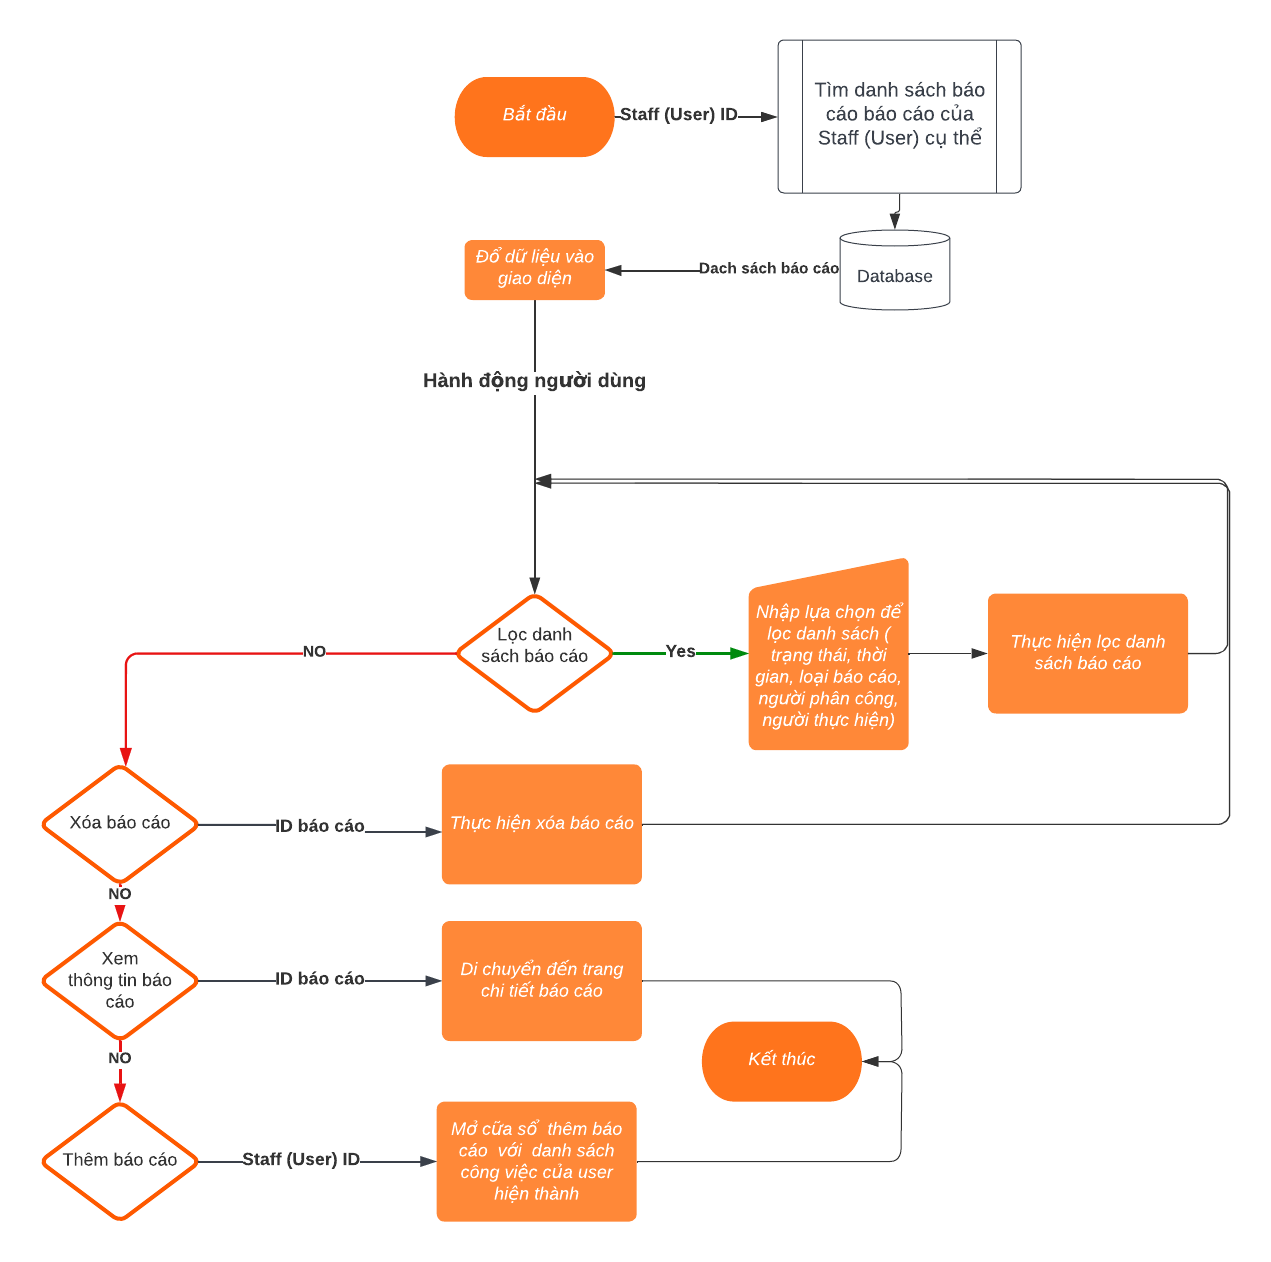 Bắt đầu
Staff (User) ID
Tìm danh sách báo
cáo báo cáo của
Staff (User) cụ thể
Đổ dữ liệu vào
giao diện
Dach sách báo cáo
Database
Hành động người dùng
Lọc danh
sách báo cáo
NO
Yes
Nhập lựa chọn để
lọc danh sách (
trạng thái, thời
gian, loại báo cáo,
người phân công,
người thực hiện)
Thực hiện lọc danh
sách báo cáo
Xóa báo cáo
ID báo cáo
Thực hiện xóa báo cáo
NO
Xem
thông tin báo
cáo
ID báo cáo
Di chuyển đến trang
chi tiết báo cáo
NO
Kết thúc
Thêm báo cáo
Staff (User) ID
Mở cữa sổ  thêm báo
cáo  với  danh sách
công việc của user
hiện thành